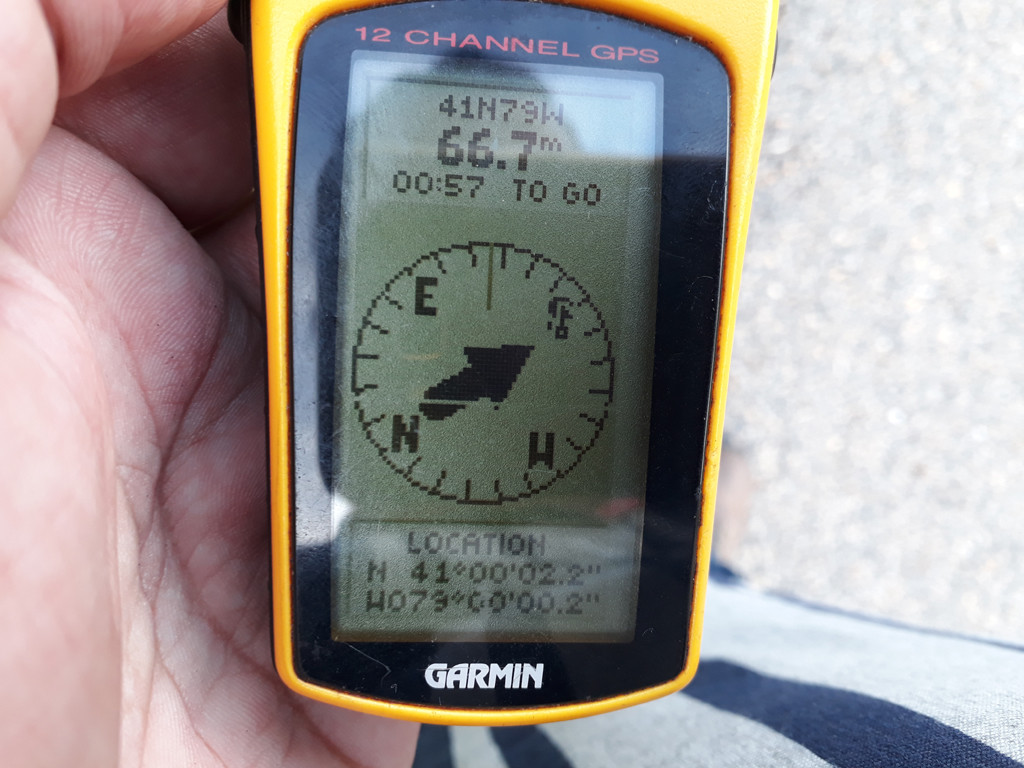 12 CHANNEL GPS
41N79W
66.7m
00:57 TO GO
E
S
N
W
LOCATION
N 41°00'02.2"
W079°00'00.2"
GARMIN